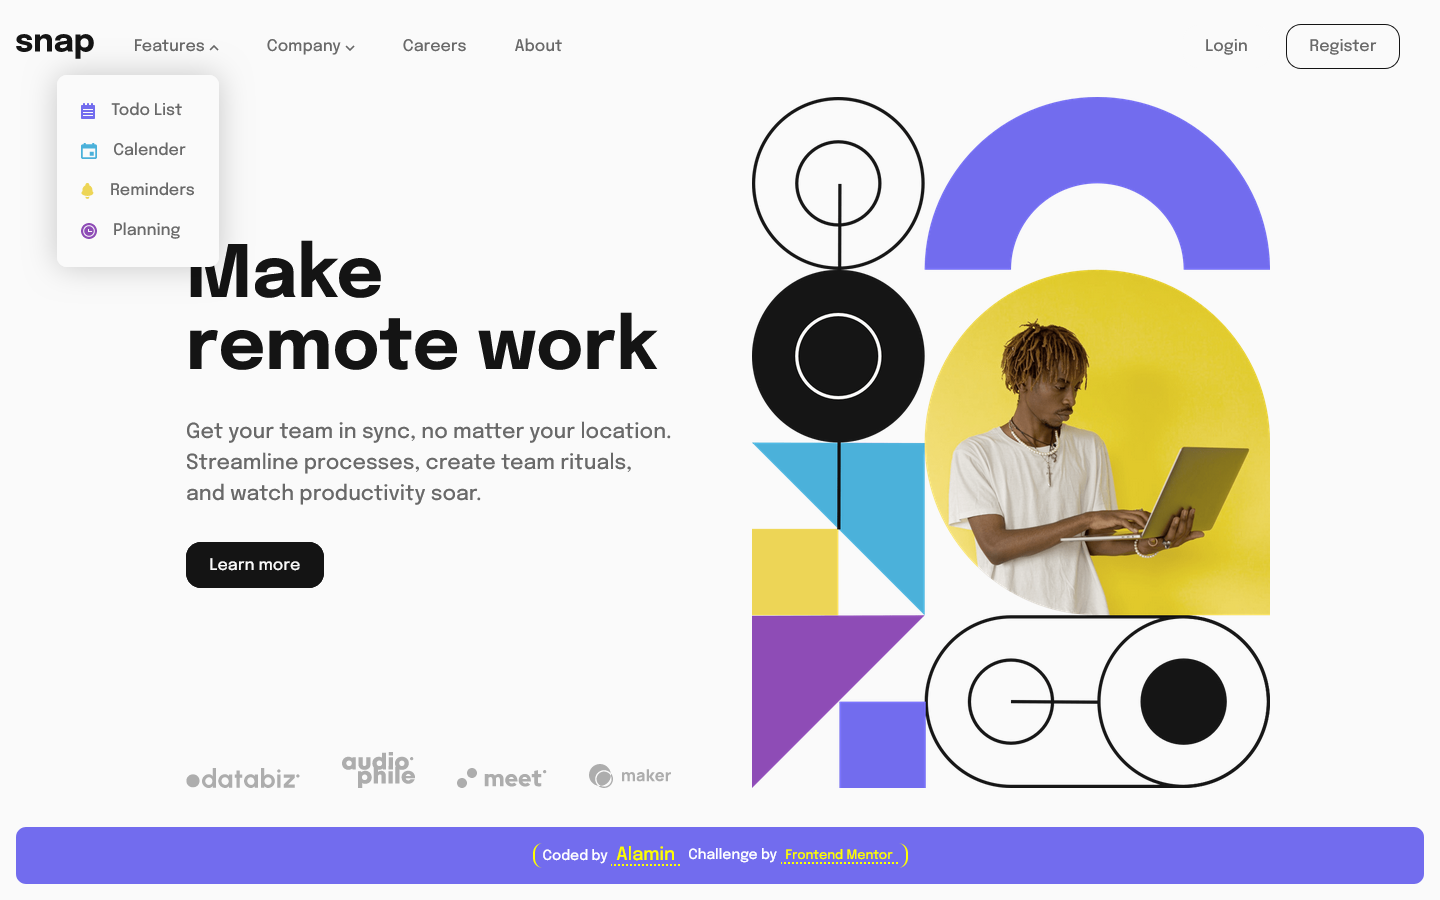 snap Features Company Careers About Login Register
Todo List
Calender
Reminders
Planning
Make
remote work
Get your team in sync, no matter your location.
Streamline processes, create team rituals,
and watch productivity soar.
Learn more
databiz audiophile meet maker
Coded by Alamin Challenge by Frontend Mentor